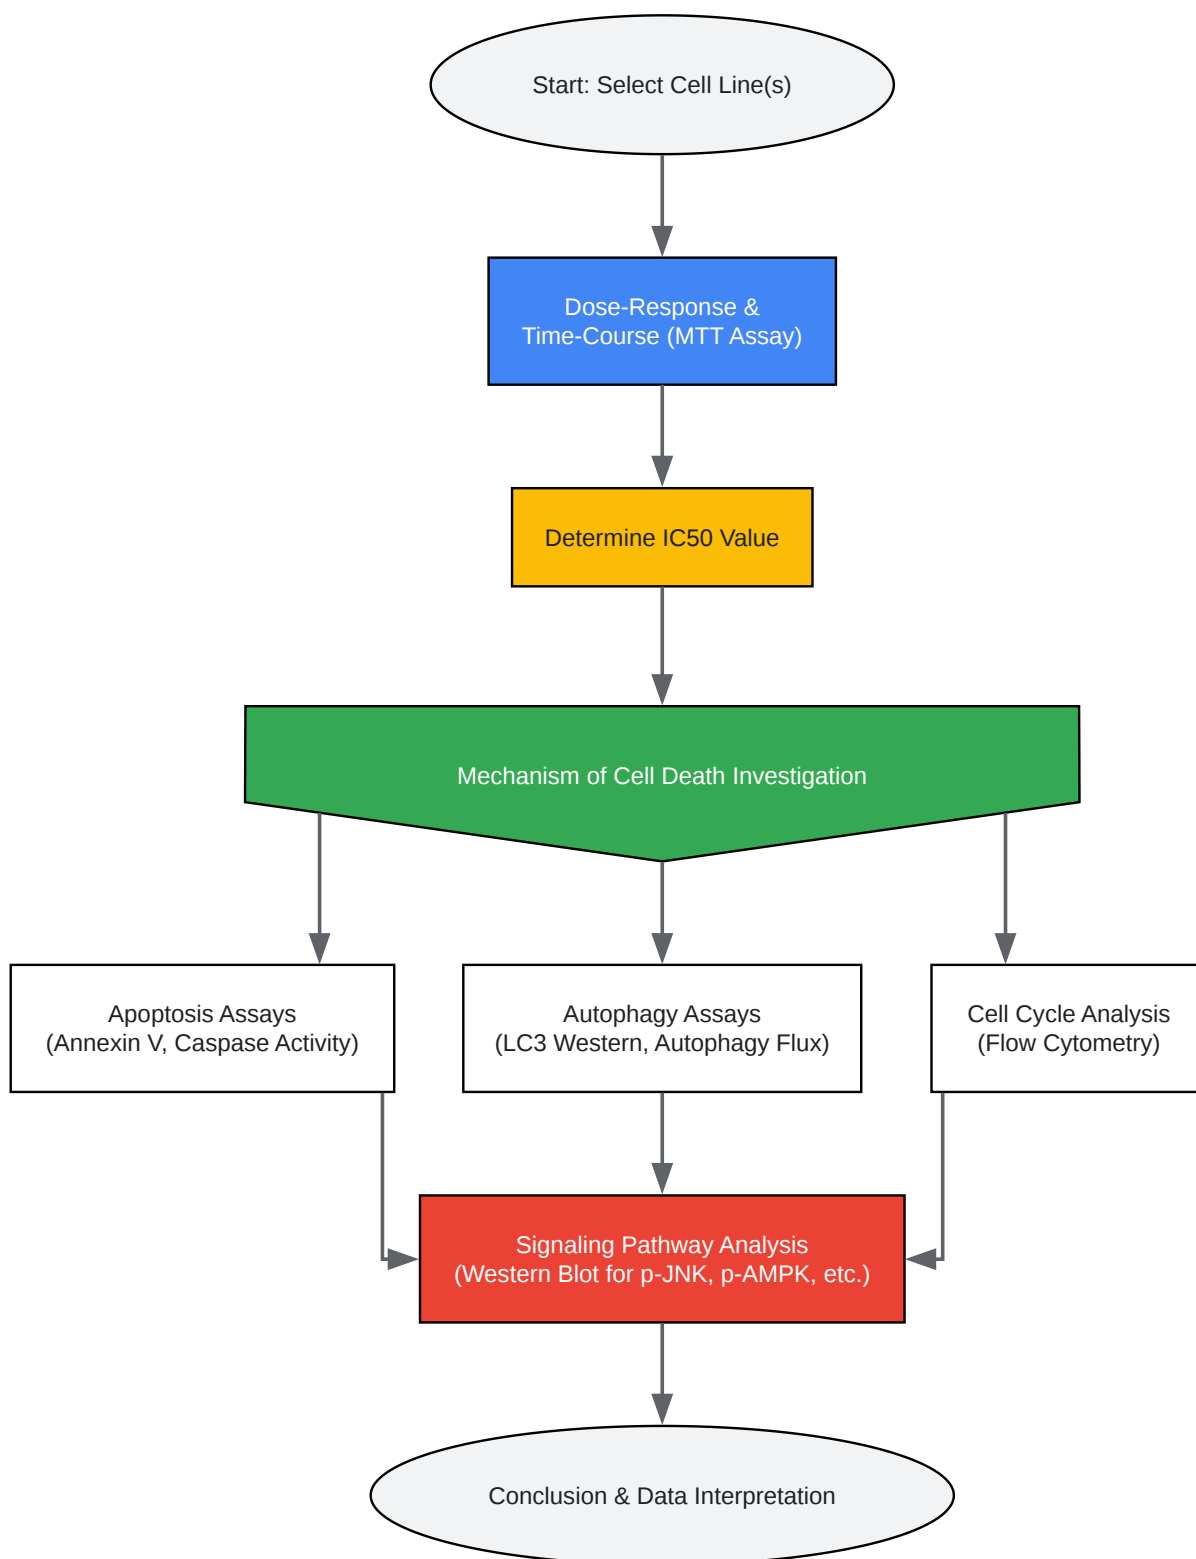 Start: Select Cell Line(s)
Dose-Response &
Time-Course (MTT Assay)
Determine IC50 Value
Mechanism of Cell Death Investigation
Apoptosis Assays
(Annexin V, Caspase Activity)
Autophagy Assays
(LC3 Western, Autophagy Flux)
Cell Cycle Analysis
(Flow Cytometry)
Signaling Pathway Analysis
(Western Blot for p-JNK, p-AMPK, etc.)
Conclusion & Data Interpretation